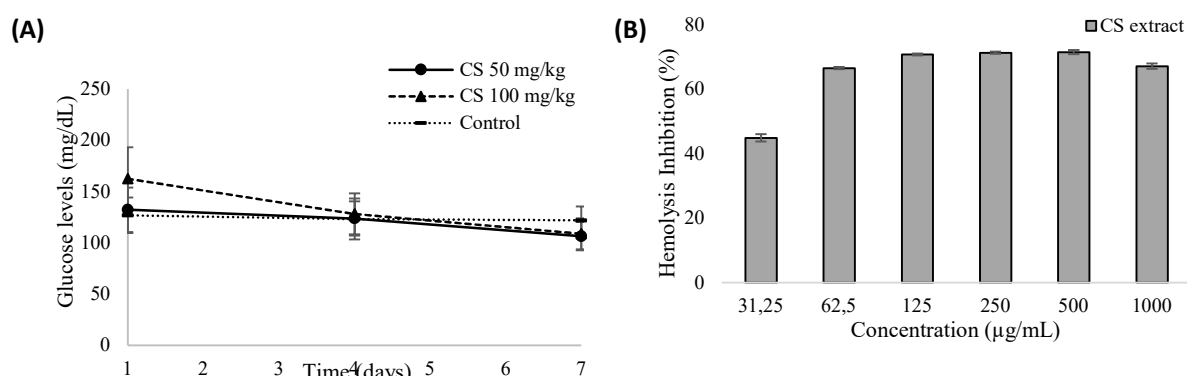 (A)
CS 50 mg/kg
CS 100 mg/kg
Control
Glucose levels (mg/dL)
250
200
150
100
50
0
1 2 3 4 5 6 7
Time (days)
(B)
CS extract
Hemolysis Inhibition (%)
80
60
40
20
0
31,25 62,5 125 250 500 1000
Concentration (µg/mL)